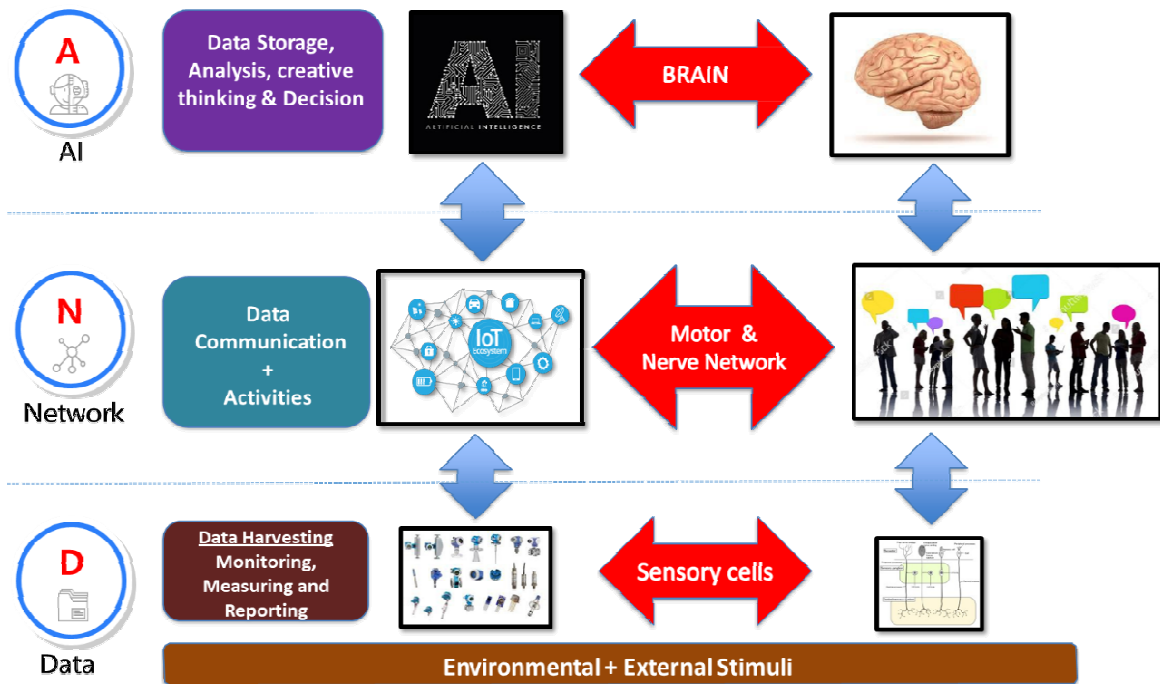 A
AI
Data Storage,
Analysis, creative
thinking & Decision
AI
ARTIFICIAL INTELLIGENCE
BRAIN
N
Network
Data
Communication
+
Activities
IoT
Ecosystem
Motor &
Nerve Network
D
Data
Data Harvesting
Monitoring,
Measuring and
Reporting
Sensory cells
Environmental + External Stimuli